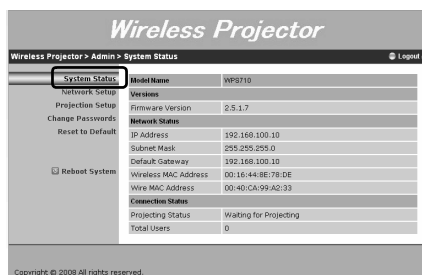 Wireless Projector
Wireless Projector > Admin > System Status
Logout
System Status
Network Setup
Projection Setup
Change Passwords
Reset to Default
Reboot System
Model Name WPS710
Versions
Firmware Version 2.5.1.7
Network Status
IP Address 192.168.100.10
Subnet Mask 255.255.255.0
Default Gateway 192.168.100.10
Wireless MAC Address 00:16:44:8E:78:DE
Wire MAC Address 00:40:CA:99:A2:33
Connection Status
Projecting Status Waiting for Projecting
Total Users 0
Copyright © 2008 All rights reserved.